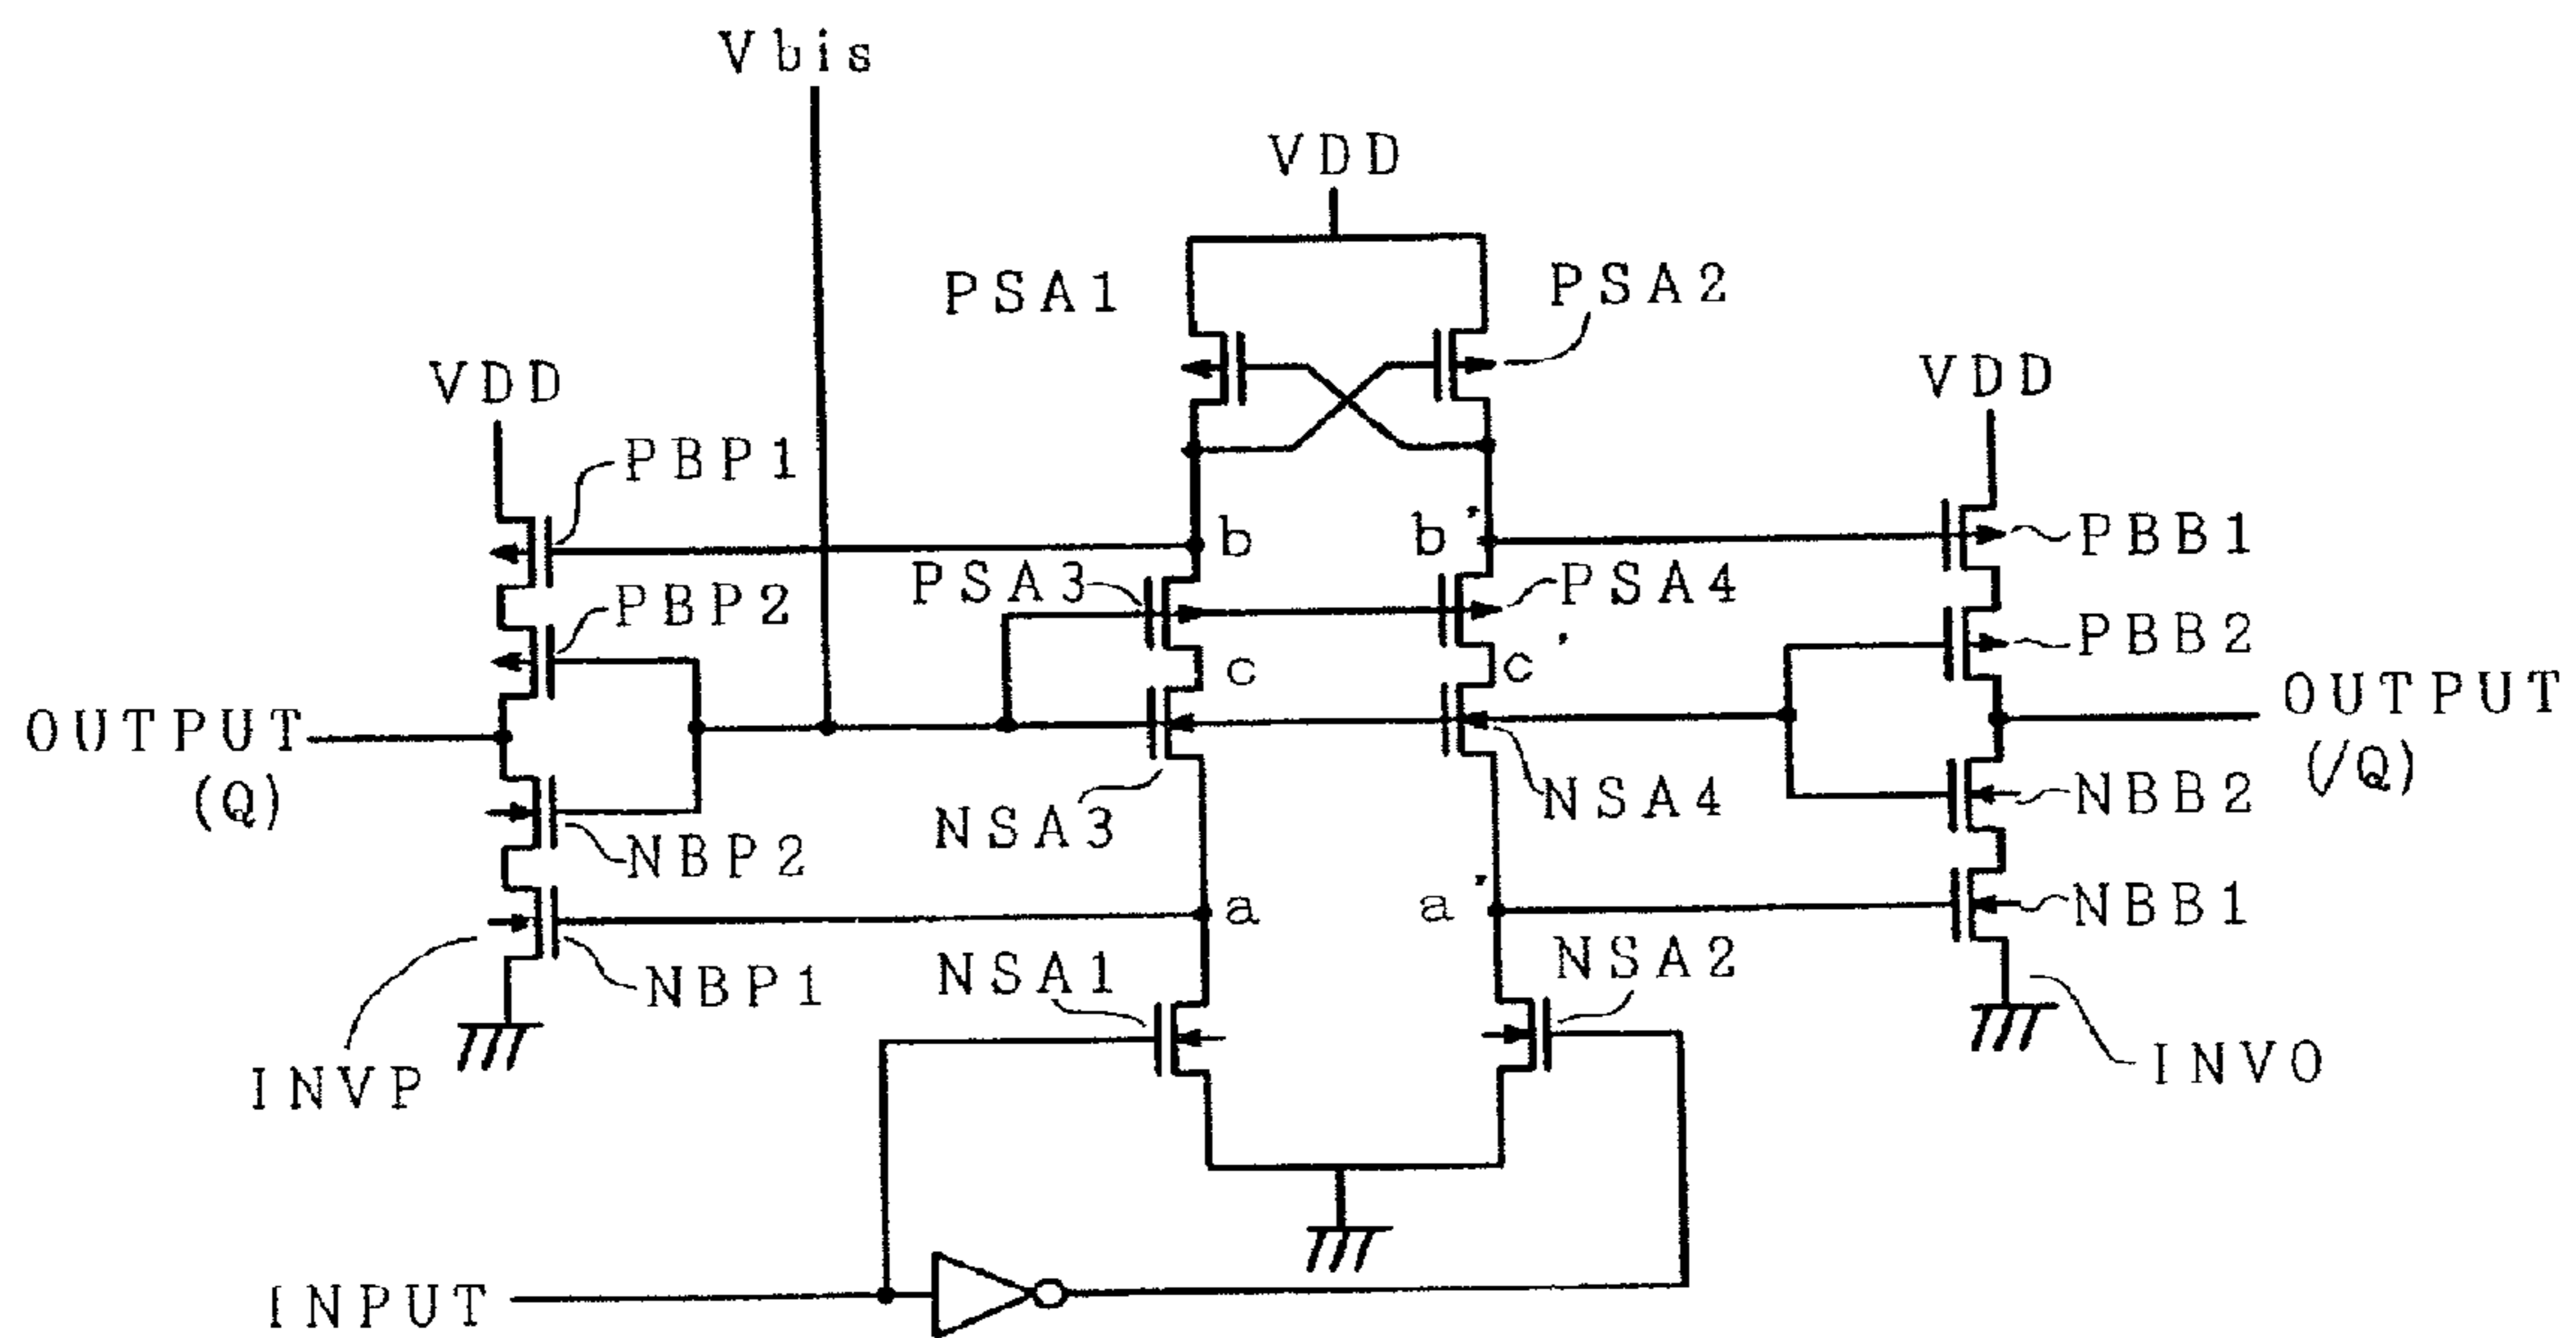 Vbis
VDD
PSA1
PSA2
VDD
VDD
PBP1
b
b'
PBB1
PSA3
PSA4
PBP2
PBB2
c
c'
OUTPUT
(Q)
OUTPUT
(/Q)
NSA3
NSA4
NBB2
NBP2
a
a'
NBB1
NSA1
NSA2
NBP1
INVP
INVO
INPUT